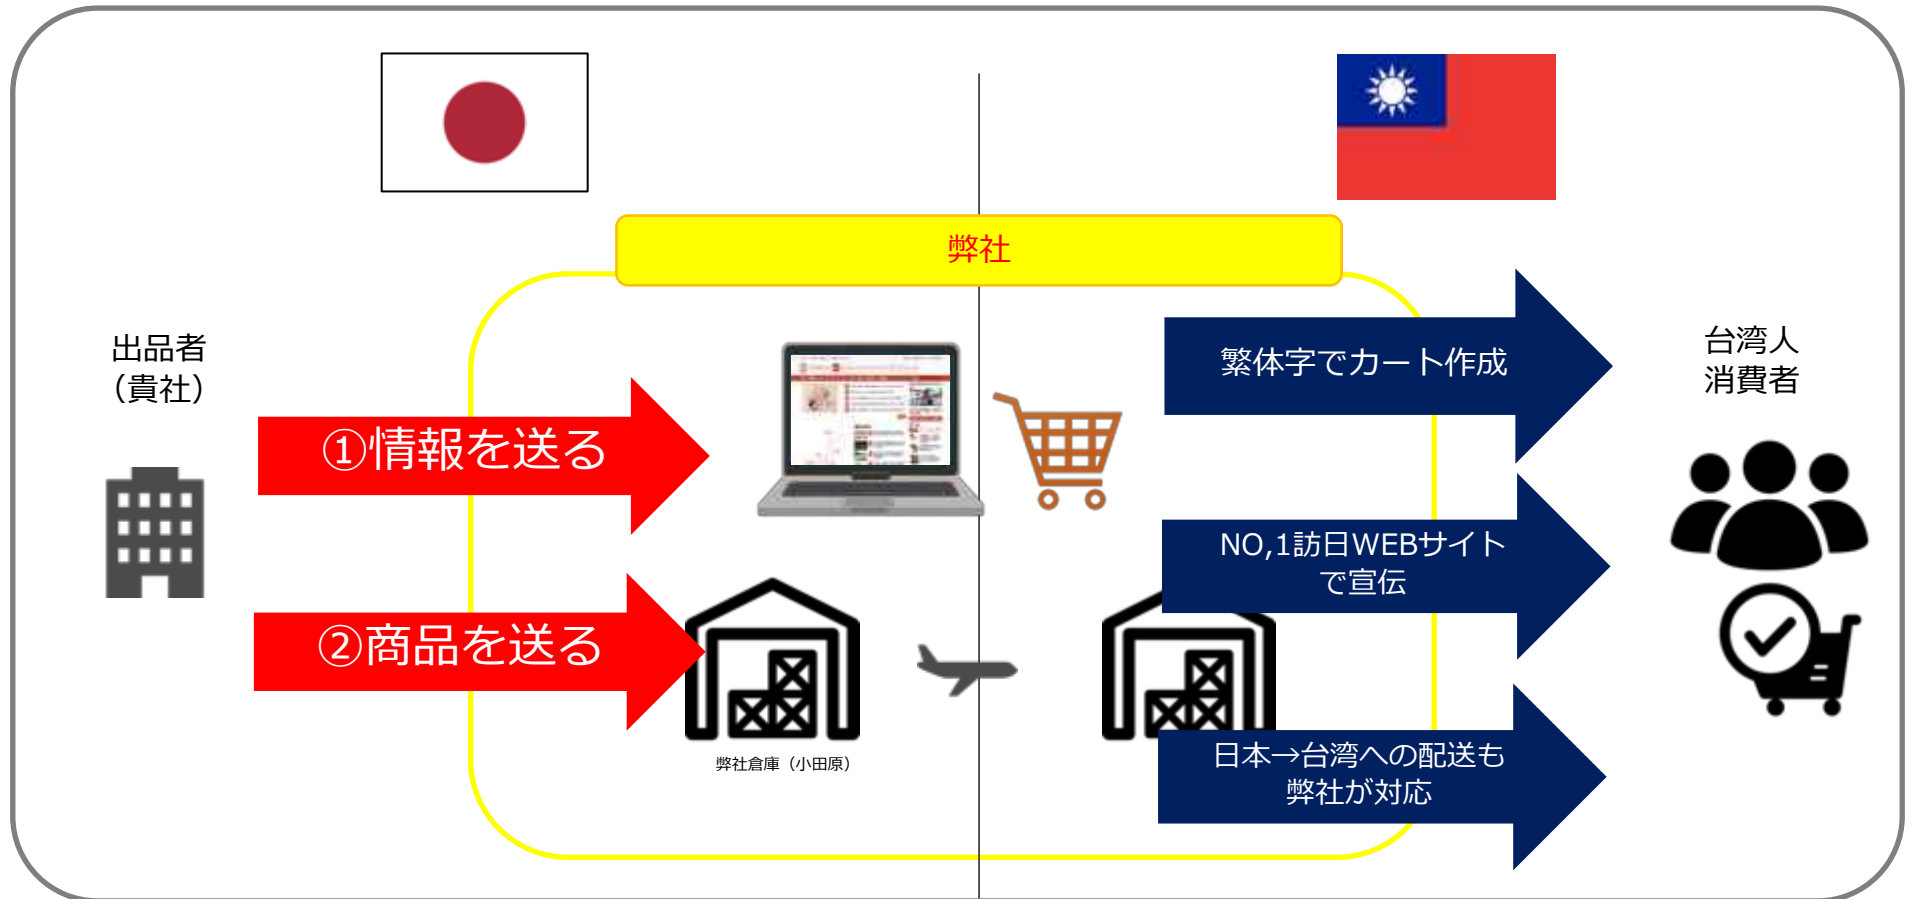 弊社
出品者
（貴社）
①情報を送る
②商品を送る
弊社倉庫（小田原）
繁体字でカート作成
NO,1訪日WEBサイト
で宣伝
日本→台湾への配送も
弊社が対応
台湾人
消費者